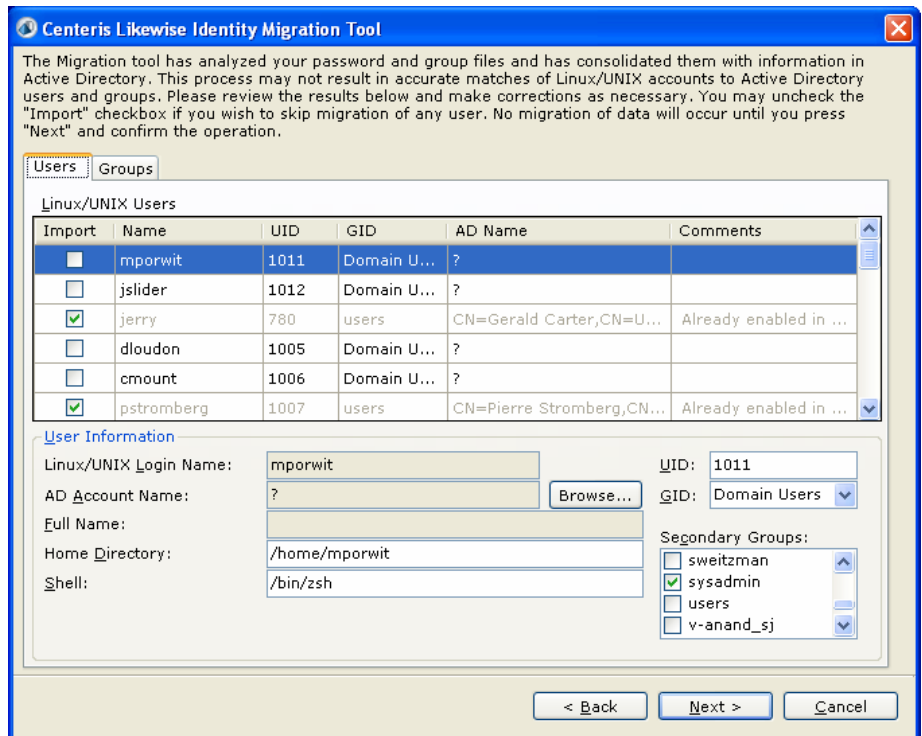 Centeris Likewise Identity Migration Tool
The Migration tool has analyzed your password and group files and has consolidated them with information in
Active Directory. This process may not result in accurate matches of Linux/UNIX accounts to Active Directory
users and groups. Please review the results below and make corrections as necessary. You may uncheck the
"Import" checkbox if you wish to skip migration of any user. No migration of data will occur until you press
"Next" and confirm the operation.
Users Groups
Linux/UNIX Users
Import Name UID GID AD Name Comments
mporwit 1011 Domain U... ?
jslider 1012 Domain U... ?
jerry 780 users CN=Gerald Carter,CN=U... Already enabled in ...
dloudon 1005 Domain U... ?
cmount 1006 Domain U... ?
pstromberg 1007 users CN=Pierre Stromberg,CN... Already enabled in ...
User Information
Linux/UNIX Login Name: mporwit UID: 1011
AD Account Name: ? Browse... GID: Domain Users
Full Name:
Home Directory: /home/mporwit
Shell: /bin/zsh
Secondary Groups:
sweitzman
sysadmin
users
v-anand_sj
< Back Next > Cancel